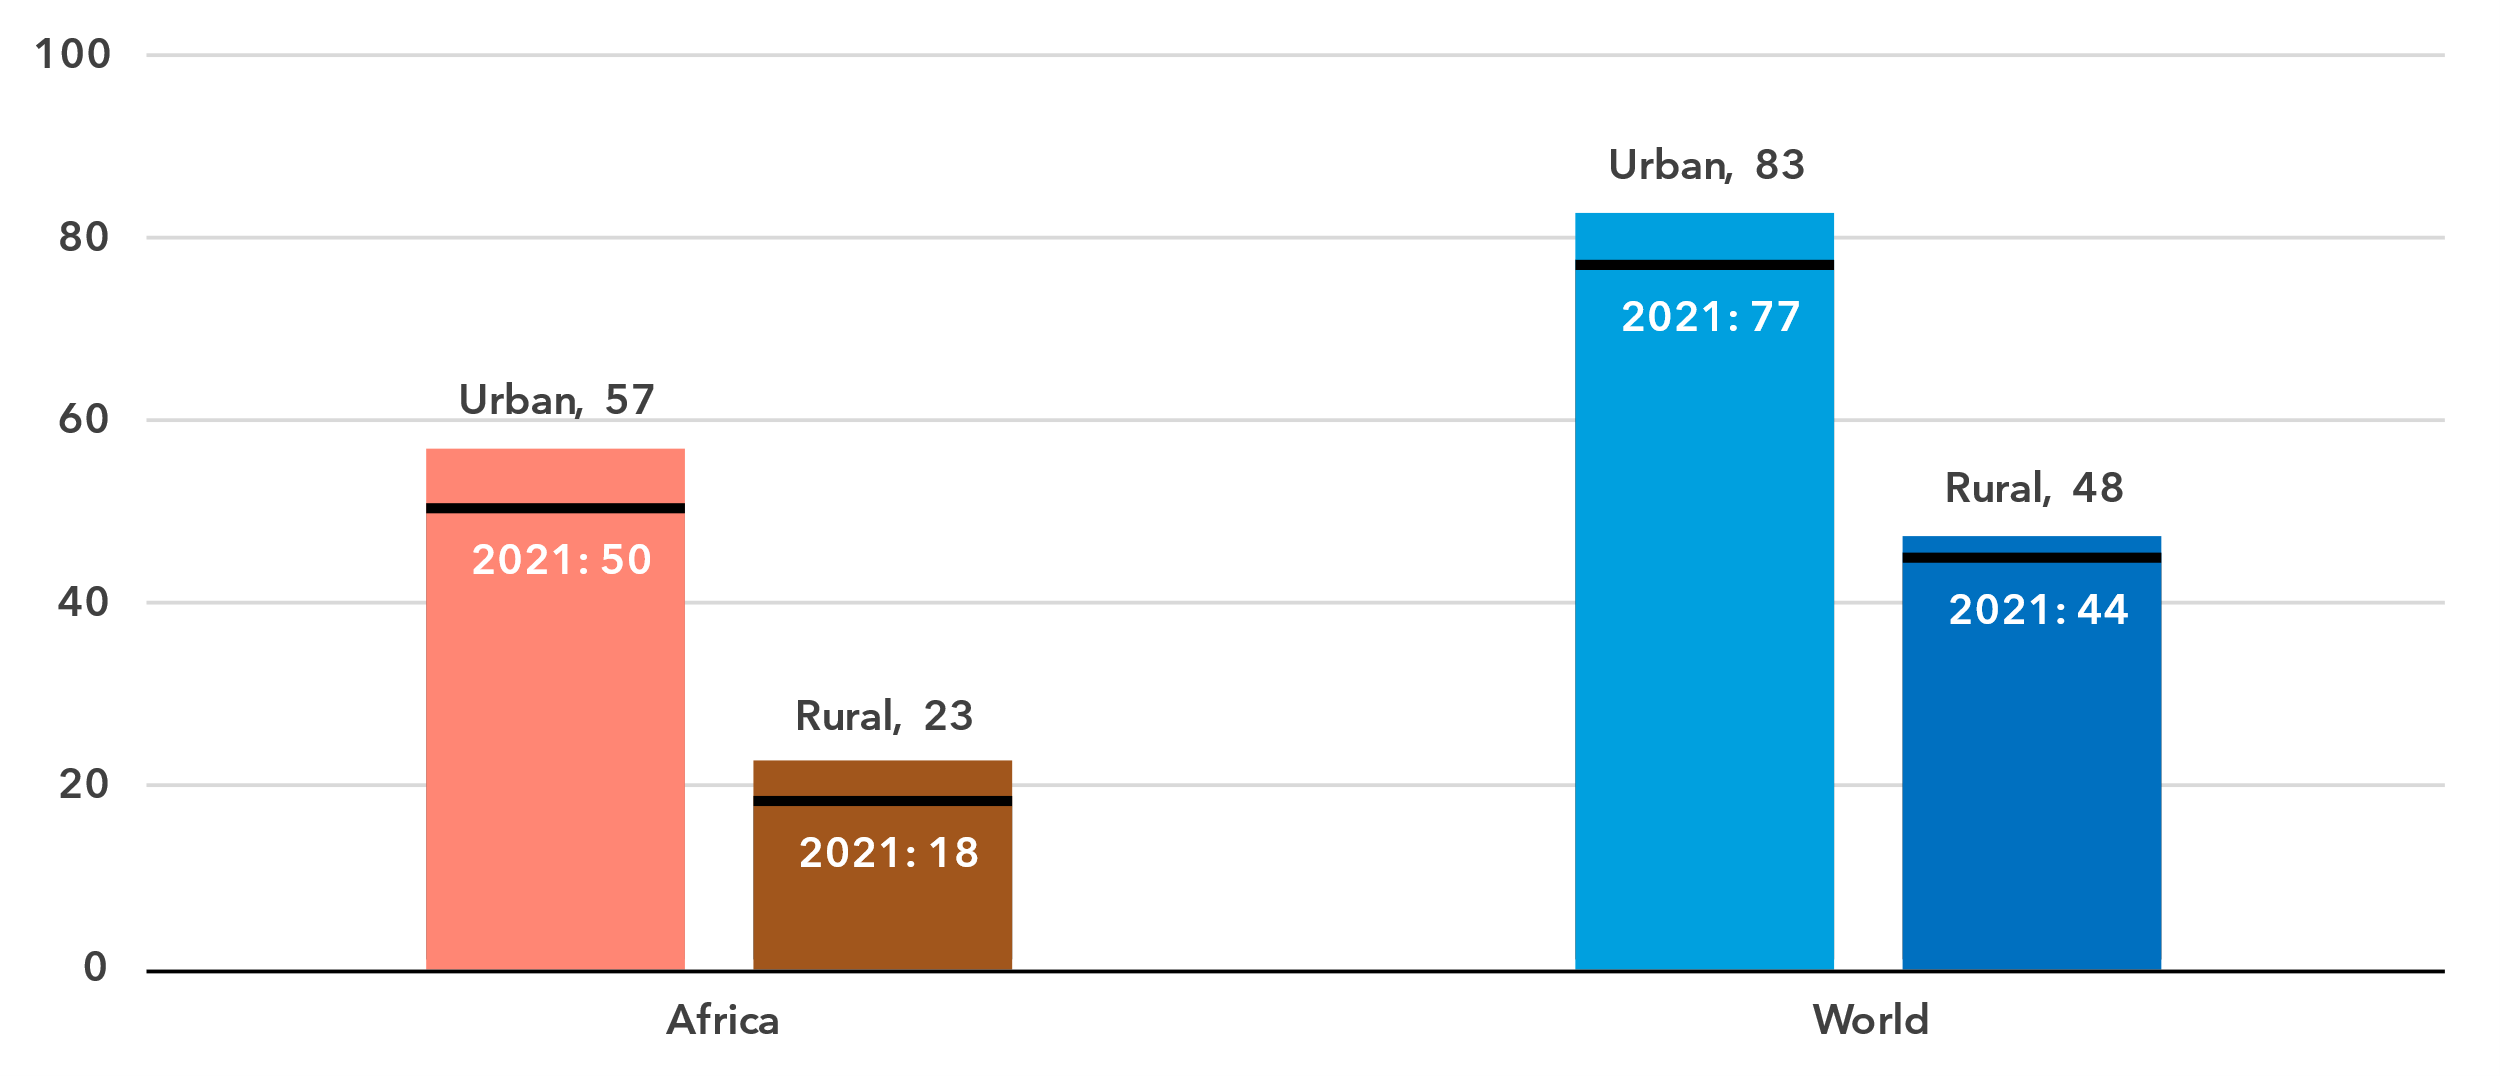 100
80
60
40
20
0
Urban, 57
2021: 50
Rural, 23
2021: 18
Urban, 83
2021: 77
Rural, 48
2021: 44
Africa
World